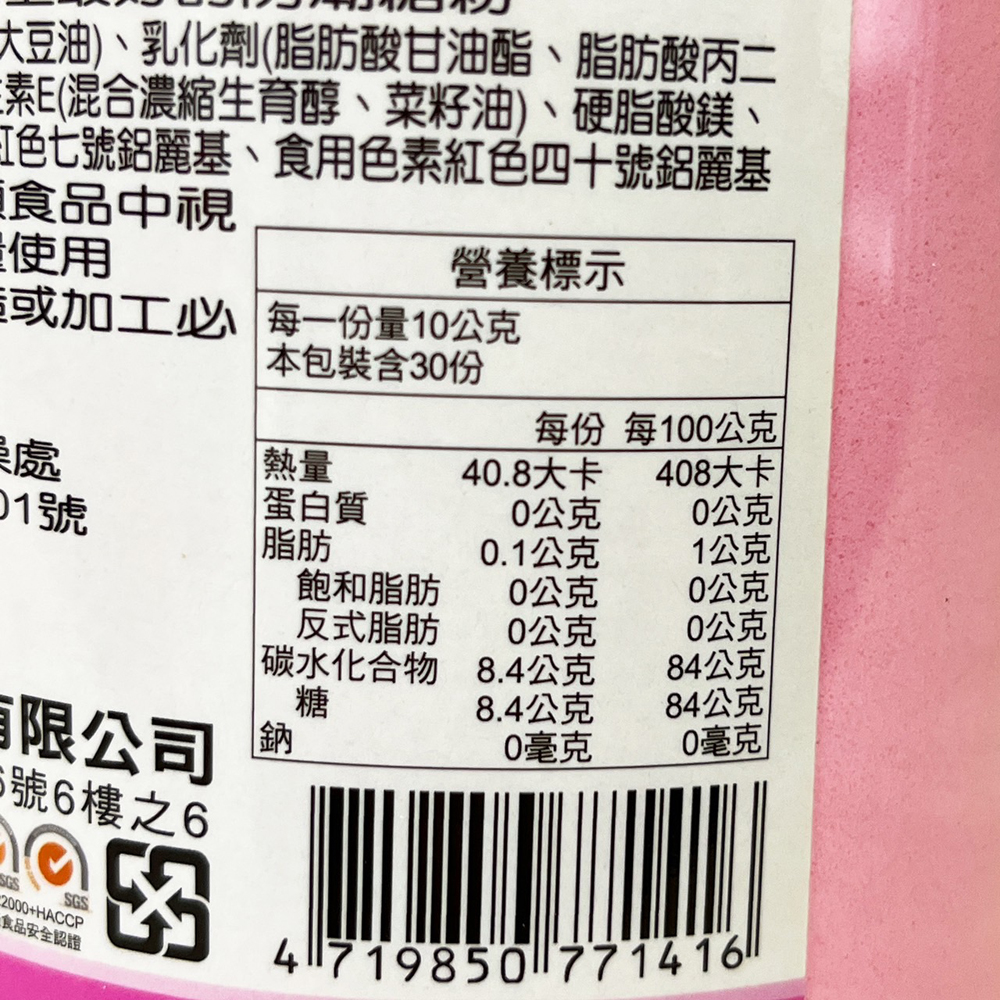 大豆油)、乳化劑(脂肪酸甘油酯、脂肪酸丙二
素E(混合濃縮生育醇、菜籽油)、硬脂酸鎂、
紅色七號鋁麗基、食用色素紅色四十號鋁麗基
食品中視
使用
或加工必
處
01號
有限公司
號6樓之6
SGS
SGS
2000+HACCP
食品安全認證
營養標示
每一份量10公克
本包裝含30份
每份 每100公克
熱量 40.8大卡 408大卡
蛋白質 0公克 0公克
脂肪 0.1公克 1公克
飽和脂肪 0公克 0公克
反式脂肪 0公克 0公克
碳水化合物 8.4公克 84公克
糖 8.4公克 84公克
鈉 0毫克 0毫克
4 719850 771416